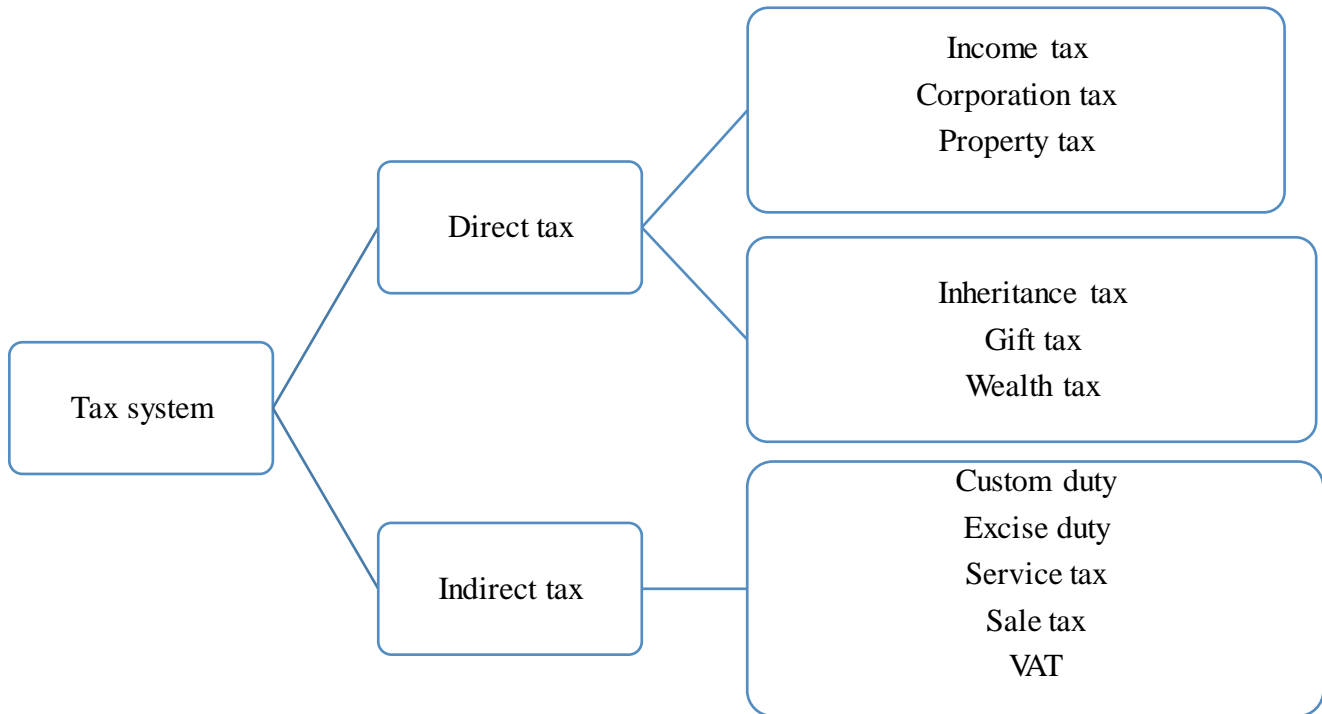 Tax system
Direct tax
Income tax
Corporation tax
Property tax
Inheritance tax
Gift tax
Wealth tax
Indirect tax
Custom duty
Excise duty
Service tax
Sale tax
VAT